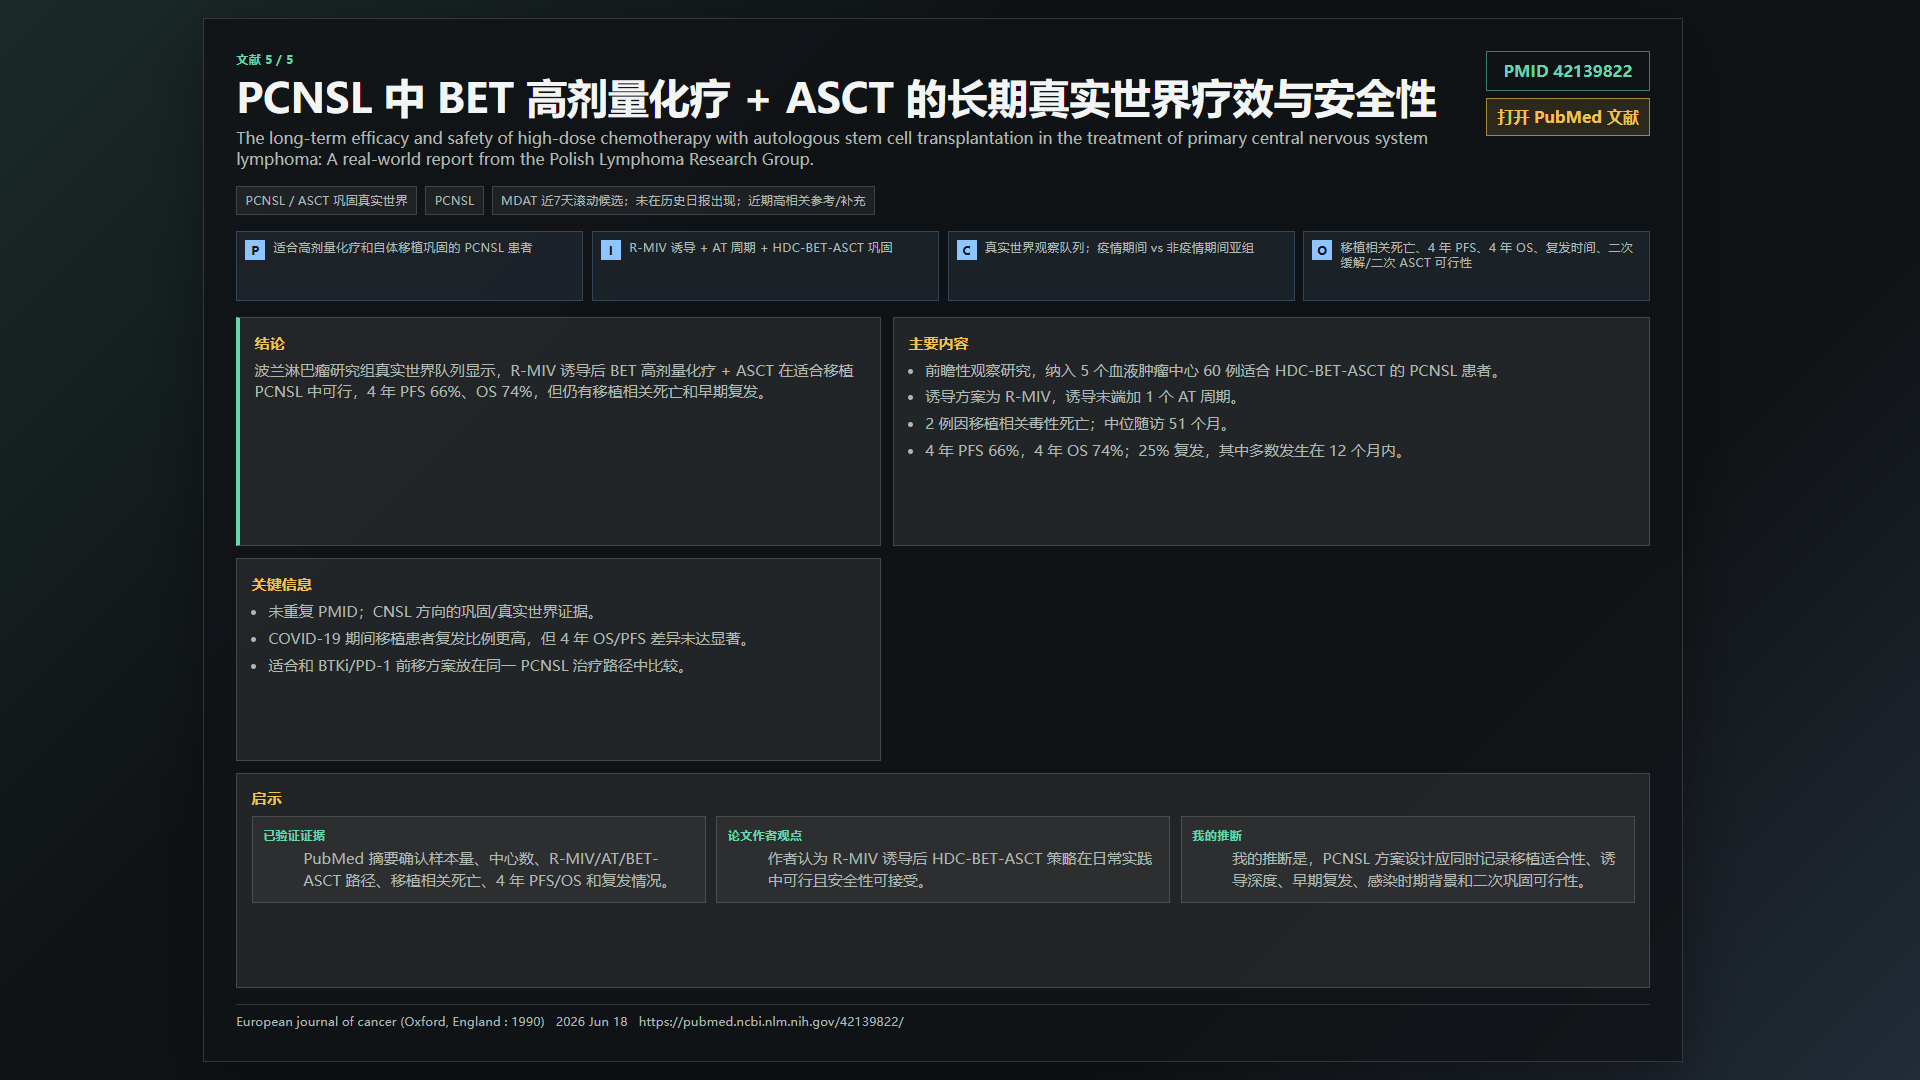 文献 5 / 5
PCNSL 中 BET 高剂量化疗 + ASCT 的长期真实世界疗效与安全性
The long-term efficacy and safety of high-dose chemotherapy with autologous stem cell transplantation in the treatment of primary central nervous system
lymphoma: A real-world report from the Polish Lymphoma Research Group.
PMID 42139822
打开 PubMed 文献
PCNSL / ASCT 巩固真实世界
PCNSL
MDAT 近7天滚动候选；未在历史日报出现；近期高相关参考/补充
P
适合高剂量化疗和自体移植巩固的 PCNSL 患者
I
R-MIV 诱导 + AT 周期 + HDC-BET-ASCT 巩固
C
真实世界观察队列；疫情期间 vs 非疫情期间亚组
O
移植相关死亡、4 年 PFS、4 年 OS、复发时间、二次
缓解/二次 ASCT 可行性
结论
波兰淋巴瘤研究组真实世界队列显示，R-MIV 诱导后 BET 高剂量化疗 + ASCT 在适合移植
PCNSL 中可行，4 年 PFS 66%、OS 74%，但仍有移植相关死亡和早期复发。
主要内容
• 前瞻性观察研究，纳入 5 个血液肿瘤中心 60 例适合 HDC-BET-ASCT 的 PCNSL 患者。
• 诱导方案为 R-MIV，诱导末端加 1 个 AT 周期。
• 2 例因移植相关毒性死亡；中位随访 51 个月。
• 4 年 PFS 66%，4 年 OS 74%；25% 复发，其中多数发生在 12 个月内。
关键信息
• 未重复 PMID；CNSL 方向的巩固/真实世界证据。
• COVID-19 期间移植患者复发比例更高，但 4 年 OS/PFS 差异未达显著。
• 适合和 BTKi/PD-1 前移方案放在同一 PCNSL 治疗路径中比较。
启示
已验证证据
PubMed 摘要确认样本量、中心数、R-MIV/AT/BET-
ASCT 路径、移植相关死亡、4 年 PFS/OS 和复发情况。
论文作者观点
作者认为 R-MIV 诱导后 HDC-BET-ASCT 策略在日常实践
中可行且安全性可接受。
我的推断
我的推断是，PCNSL 方案设计应同时记录移植适合性、诱
导深度、早期复发、感染时期背景和二次巩固可行性。
European journal of cancer (Oxford, England : 1990) 2026 Jun 18 https://pubmed.ncbi.nlm.nih.gov/42139822/